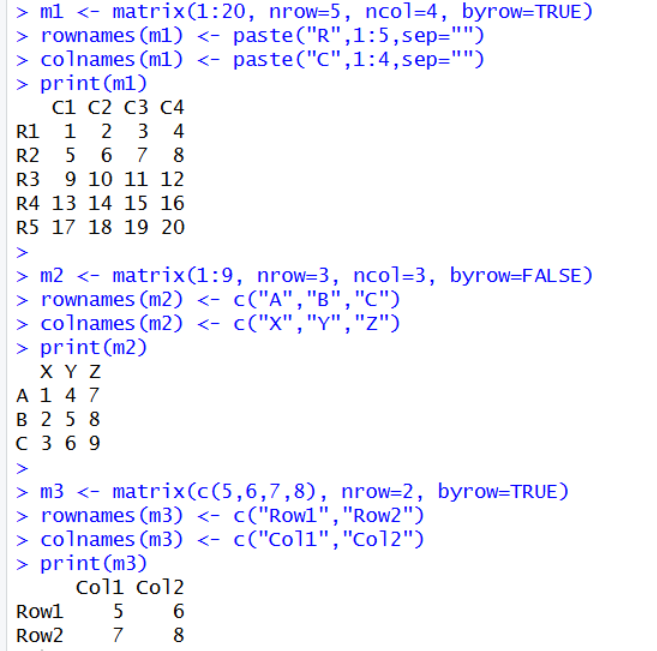 > m1 <- matrix(1:20, nrow=5, ncol=4, byrow=TRUE)
> rownames(m1) <- paste("R",1:5,sep="")
> colnames(m1) <- paste("C",1:4,sep="")
> print(m1)
   C1 C2 C3 C4
R1  1  2  3  4
R2  5  6  7  8
R3  9 10 11 12
R4 13 14 15 16
R5 17 18 19 20
>
> m2 <- matrix(1:9, nrow=3, ncol=3, byrow=FALSE)
> rownames(m2) <- c("A","B","C")
> colnames(m2) <- c("X","Y","Z")
> print(m2)
  X Y Z
A 1 4 7
B 2 5 8
C 3 6 9
>
> m3 <- matrix(c(5,6,7,8), nrow=2, byrow=TRUE)
> rownames(m3) <- c("Row1","Row2")
> colnames(m3) <- c("Col1","Col2")
> print(m3)
     Col1 Col2
Row1    5    6
Row2    7    8